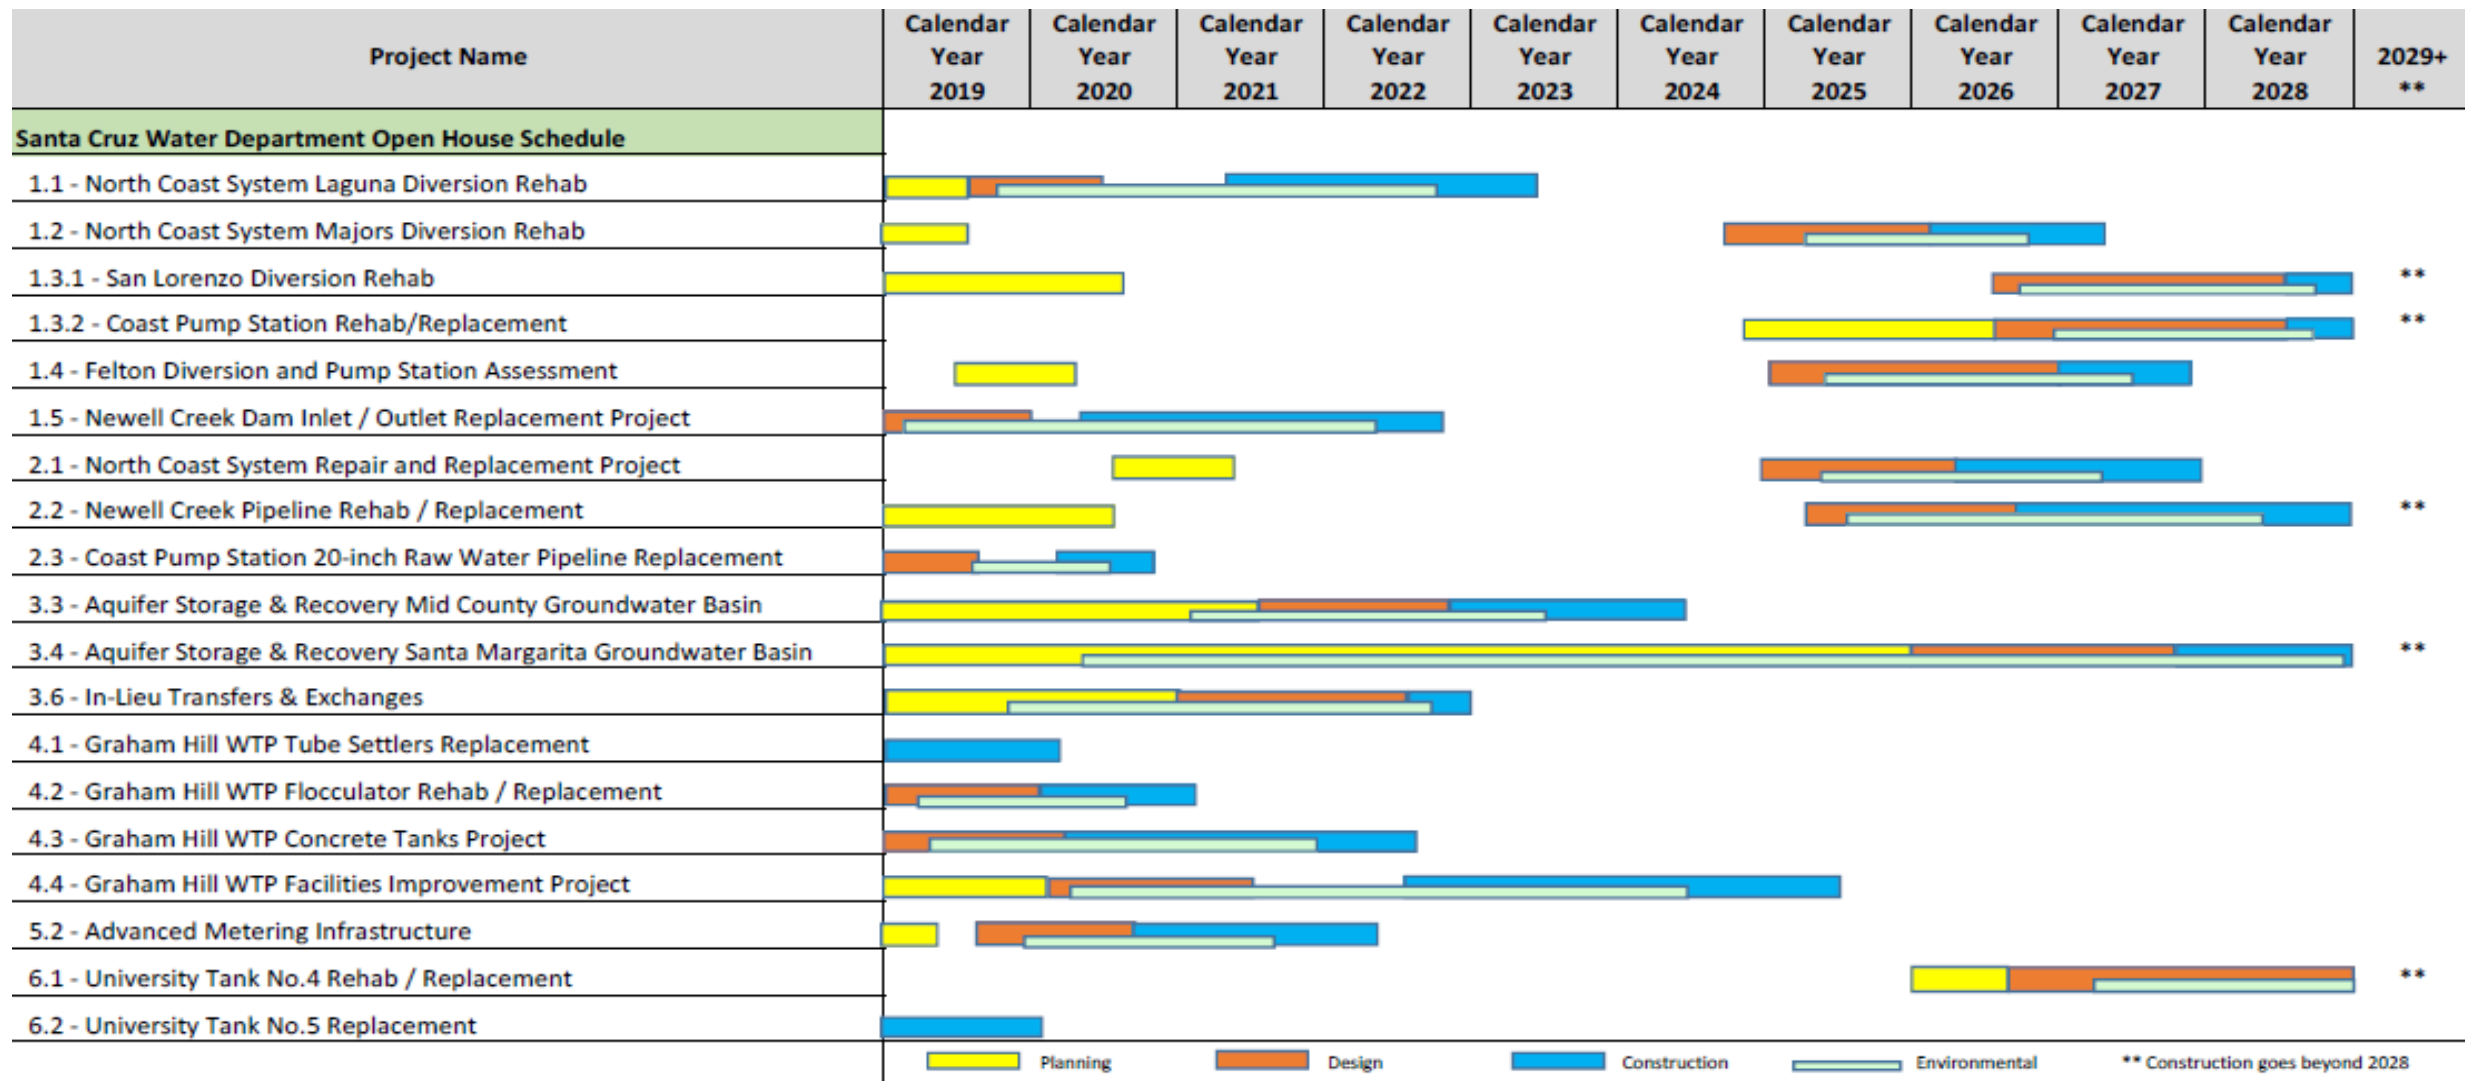 Project Name
Calendar Year 2019
Calendar Year 2020
Calendar Year 2021
Calendar Year 2022
Calendar Year 2023
Calendar Year 2024
Calendar Year 2025
Calendar Year 2026
Calendar Year 2027
Calendar Year 2028
2029+ **
Santa Cruz Water Department Open House Schedule
1.1 - North Coast System Laguna Diversion Rehab
1.2 - North Coast System Majors Diversion Rehab
1.3.1 - San Lorenzo Diversion Rehab **
1.3.2 - Coast Pump Station Rehab/Replacement **
1.4 - Felton Diversion and Pump Station Assessment
1.5 - Newell Creek Dam Inlet / Outlet Replacement Project
2.1 - North Coast System Repair and Replacement Project
2.2 - Newell Creek Pipeline Rehab / Replacement **
2.3 - Coast Pump Station 20-inch Raw Water Pipeline Replacement
3.3 - Aquifer Storage & Recovery Mid County Groundwater Basin
3.4 - Aquifer Storage & Recovery Santa Margarita Groundwater Basin **
3.6 - In-Lieu Transfers & Exchanges
4.1 - Graham Hill WTP Tube Settlers Replacement
4.2 - Graham Hill WTP Flocculator Rehab / Replacement
4.3 - Graham Hill WTP Concrete Tanks Project
4.4 - Graham Hill WTP Facilities Improvement Project
5.2 - Advanced Metering Infrastructure
6.1 - University Tank No.4 Rehab / Replacement **
6.2 - University Tank No.5 Replacement
Planning Design Construction Environmental ** Construction goes beyond 2028